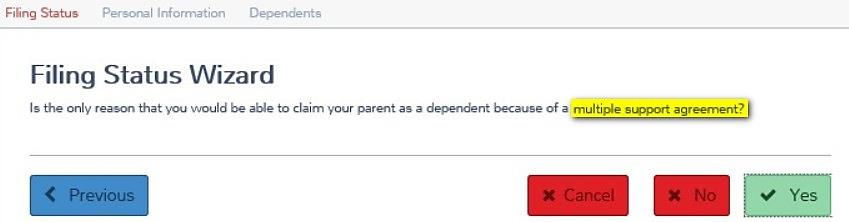 Filing Status Personal Information Dependents
Filing Status Wizard
Is the only reason that you would be able to claim your parent as a dependent because of a multiple support agreement?
Previous Cancel No Yes